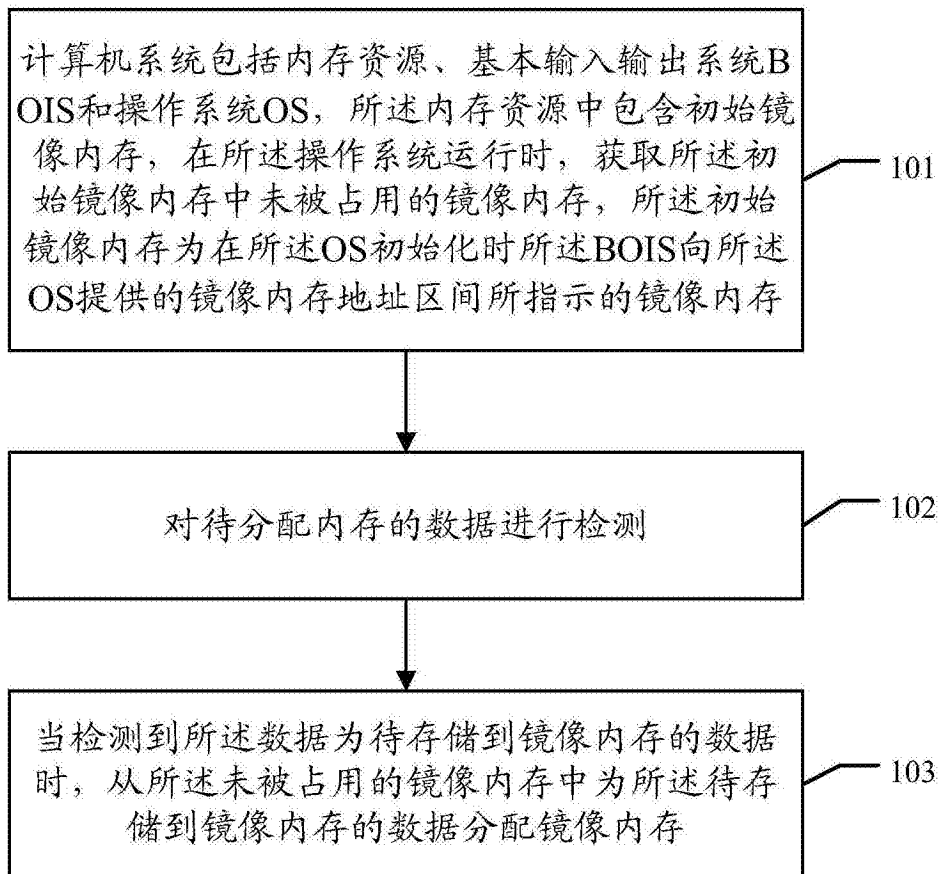 计算机系统包括内存资源、基本输入输出系统B
OIS和操作系统OS，所述内存资源中包含初始镜
像内存，在所述操作系统运行时，获取所述初
始镜像内存中未被占用的镜像内存，所述初始
镜像内存为在所述OS初始化时所述BOIS向所述
OS提供的镜像内存地址区间所指示的镜像内存
101
对待分配内存的数据进行检测
102
当检测到所述数据为待存储到镜像内存的数据
时，从所述未被占用的镜像内存中为所述待存
储到镜像内存的数据分配镜像内存
103